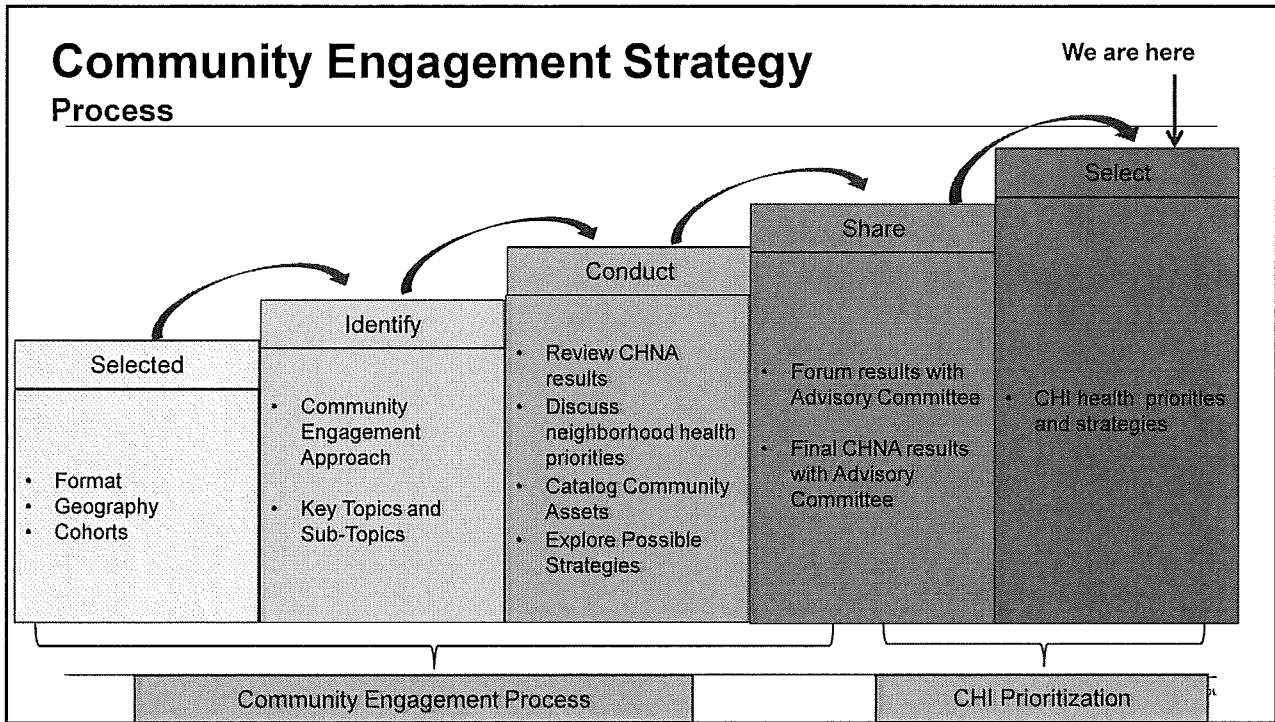 Community Engagement Strategy
Process
We are here
Selected
• Format
• Geography
• Cohorts
Identify
• Community
Engagement
Approach
• Key Topics and
Sub-Topics
Conduct
• Review CHNA
results
• Discuss
neighborhood health
priorities
• Catalog Community
Assets
• Explore Possible
Strategies
Share
• Forum results with
Advisory Committee
• Final CHNA results
with Advisory
Committee
Select
• CHI health priorities
and strategies
Community Engagement Process
CHI Prioritization